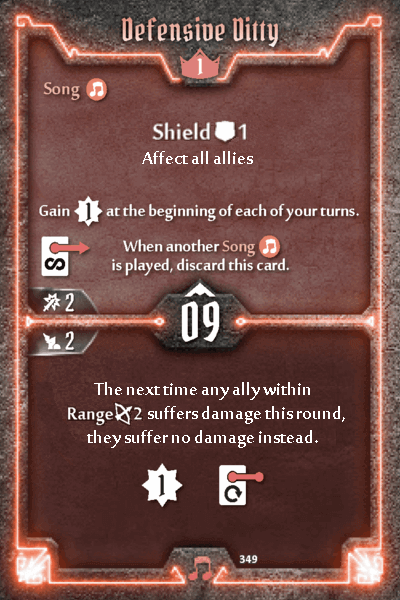 Defensive Ditty
1
Song
Shield 1
Affect all allies
Gain 1 at the beginning of each of your turns.
When another Song
is played, discard this card.
2
09
2
The next time any ally within
Range 2 suffers damage this round,
they suffer no damage instead.
1
349